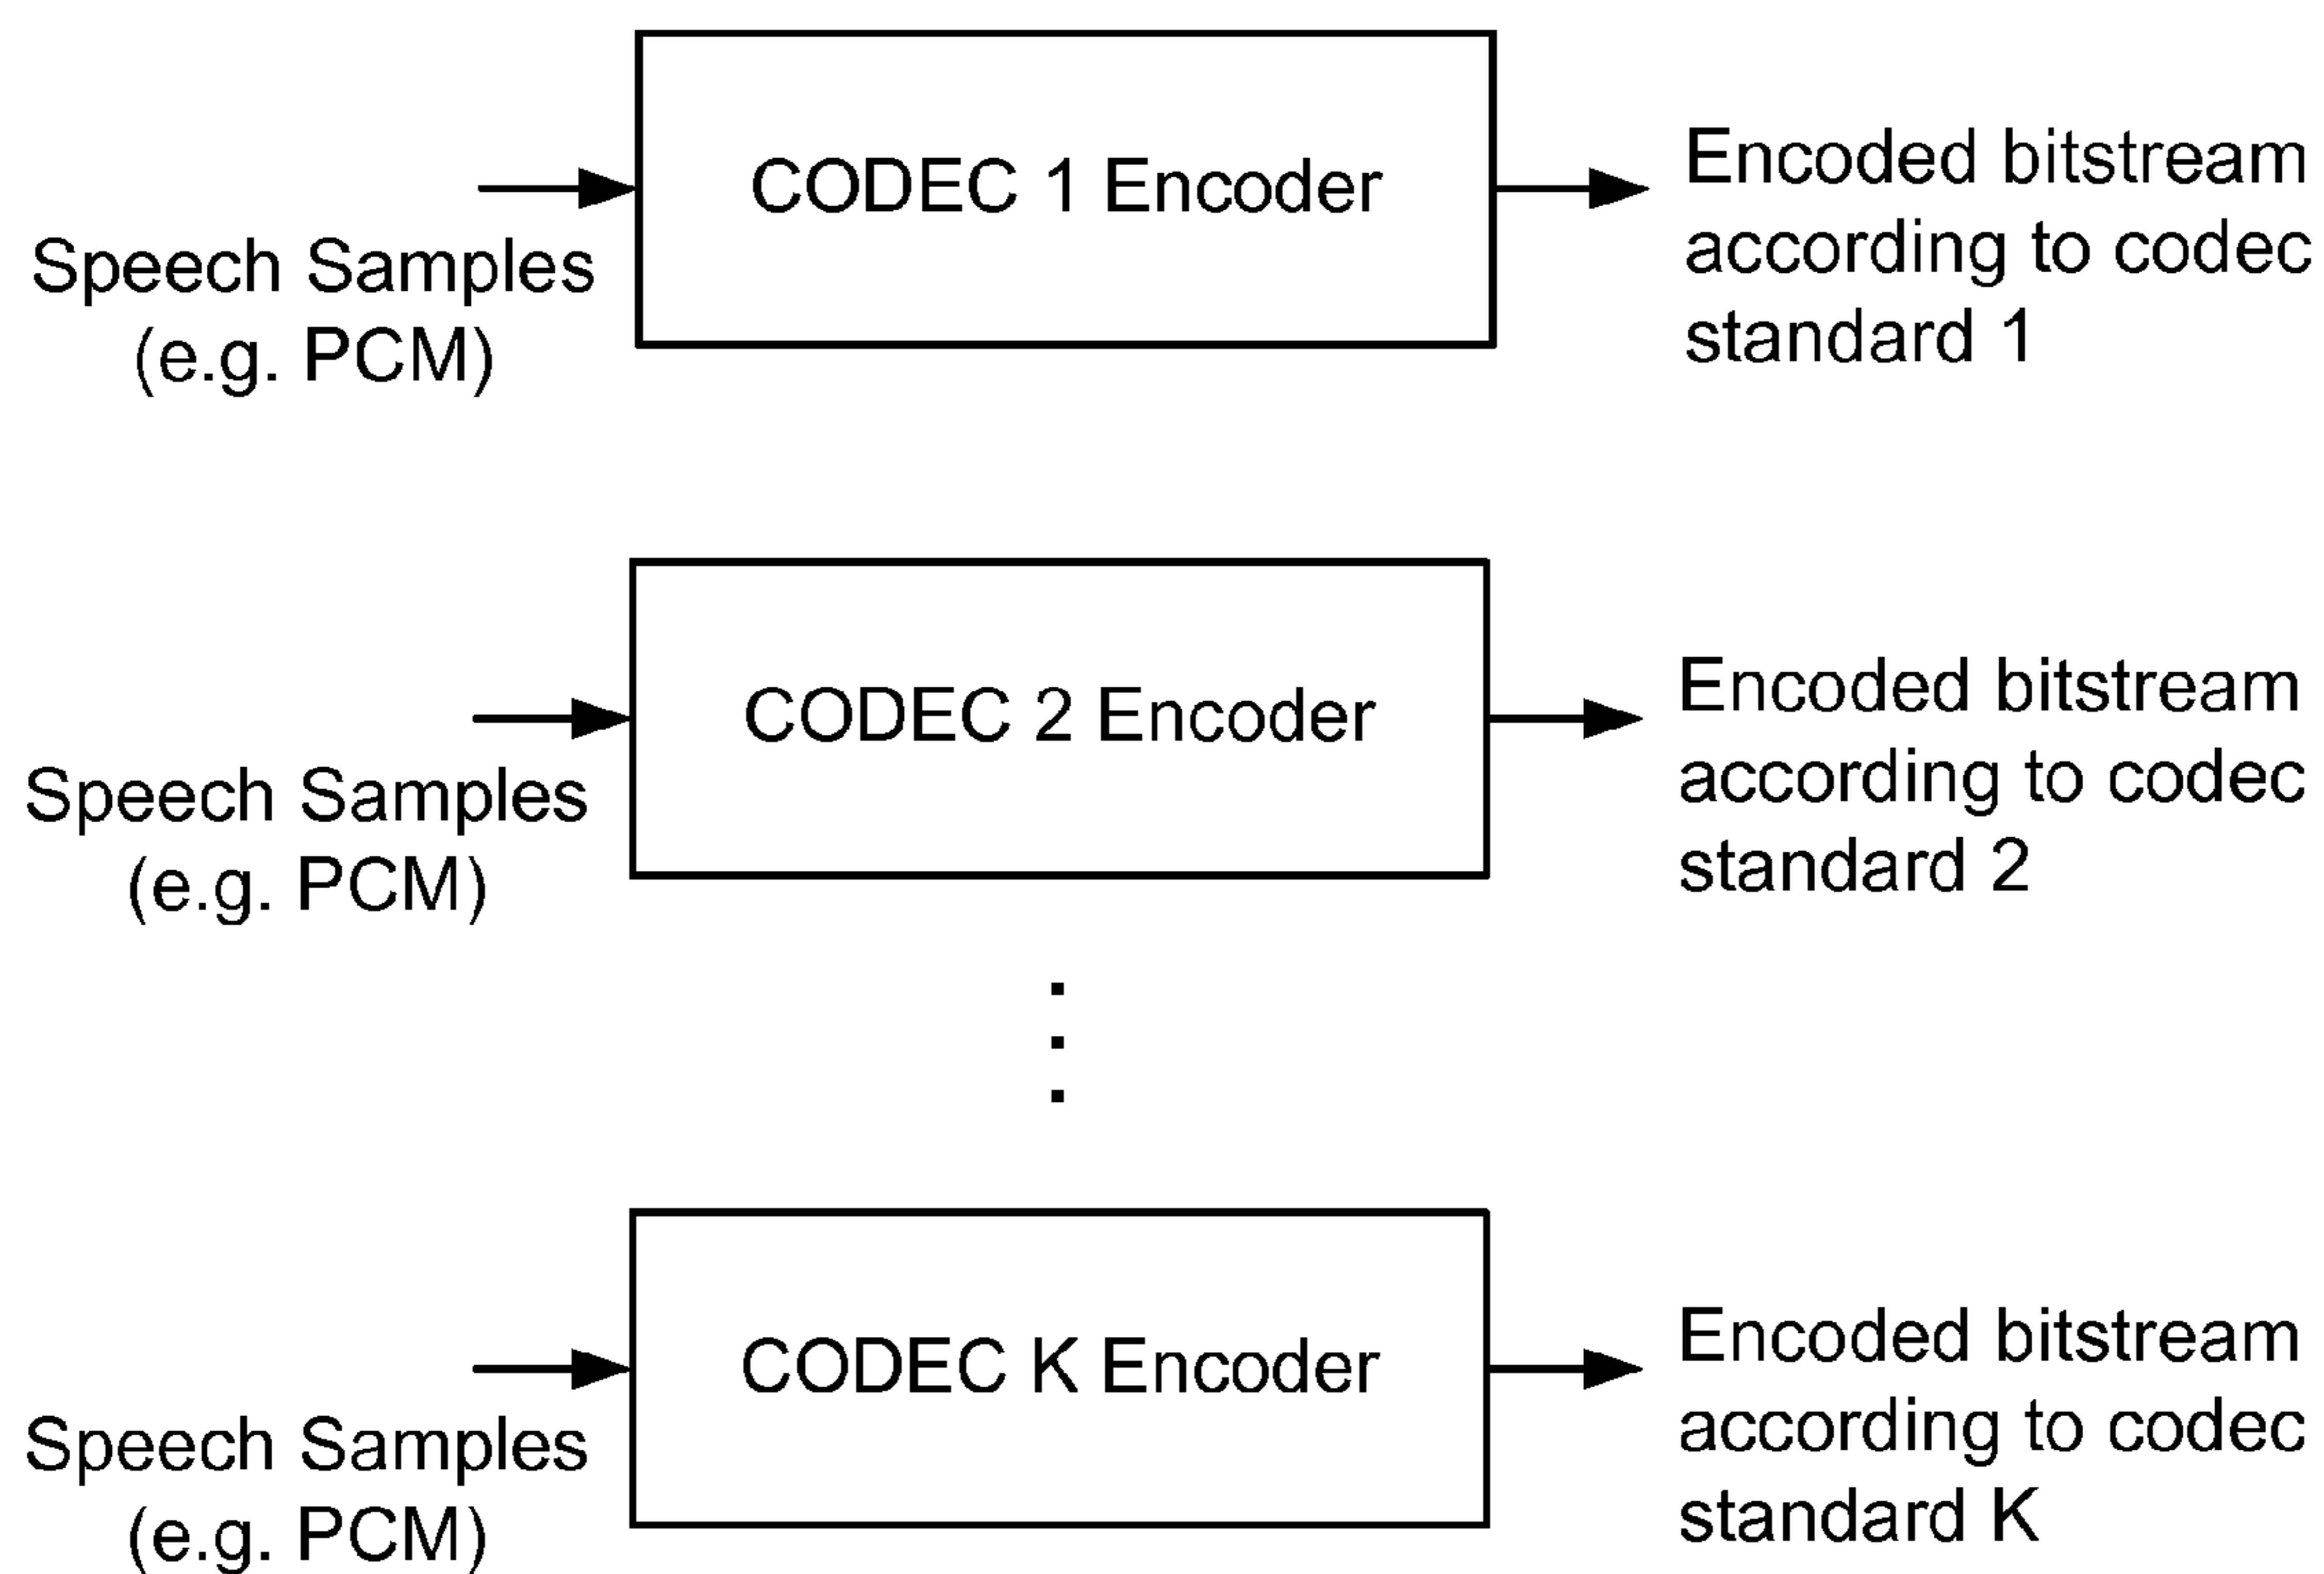 CODEC 1 Encoder
Speech Samples
(e.g. PCM)
Encoded bitstream
according to codec
standard 1
CODEC 2 Encoder
Speech Samples
(e.g. PCM)
Encoded bitstream
according to codec
standard 2
CODEC K Encoder
Speech Samples
(e.g. PCM)
Encoded bitstream
according to codec
standard K